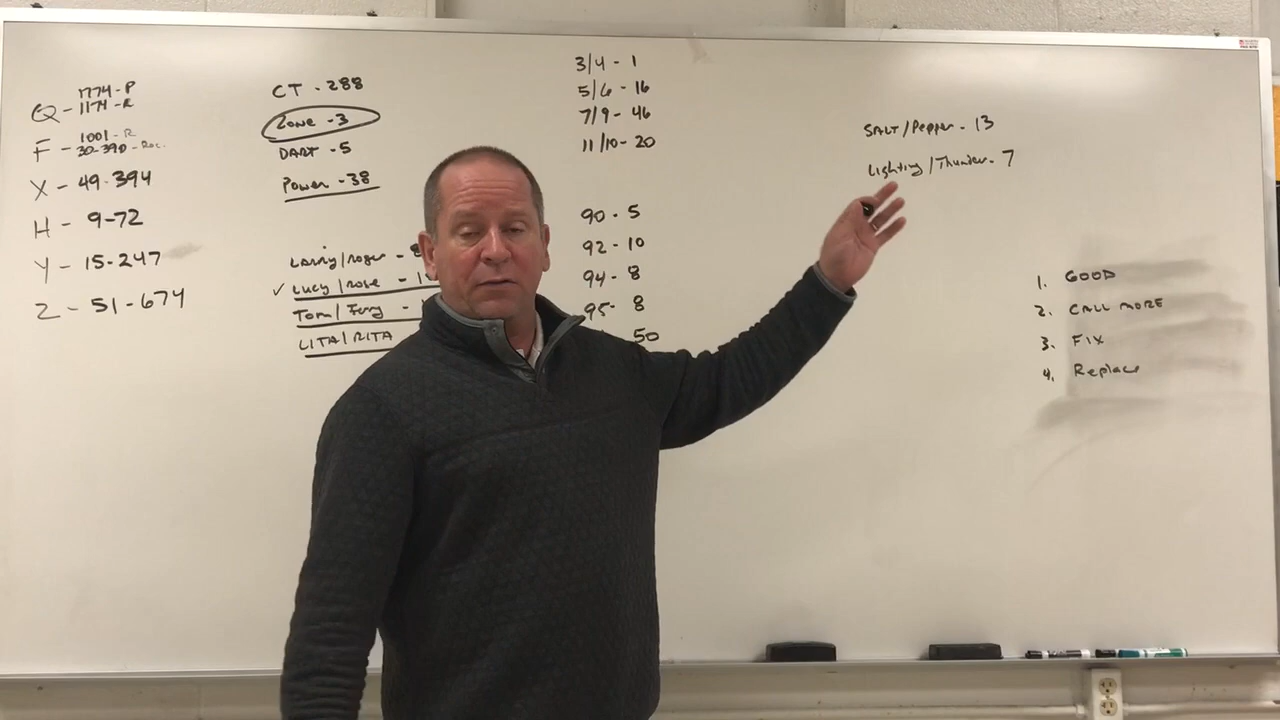 1774-P
Q - 1174-R
1001-R
F - 30-390-Rec.
X - 49-394
H - 9-72
Y - 15-247
Z - 51-674
CT - 288
Zone - 3
DART - 5
Power - 38
Larry/Roger -
✓ Lucy/Rose -
Tom/Jerry -
LITA/RITA
3/4 - 1
5/6 - 16
7/9 - 46
11/10 - 20
90 - 5
92 - 10
94 - 8
95 - 8
50
SALT/Pepper - 13
Lighting/Thunder - 7
1. GOOD
2. CALL MORE
3. FIX
4. Replace